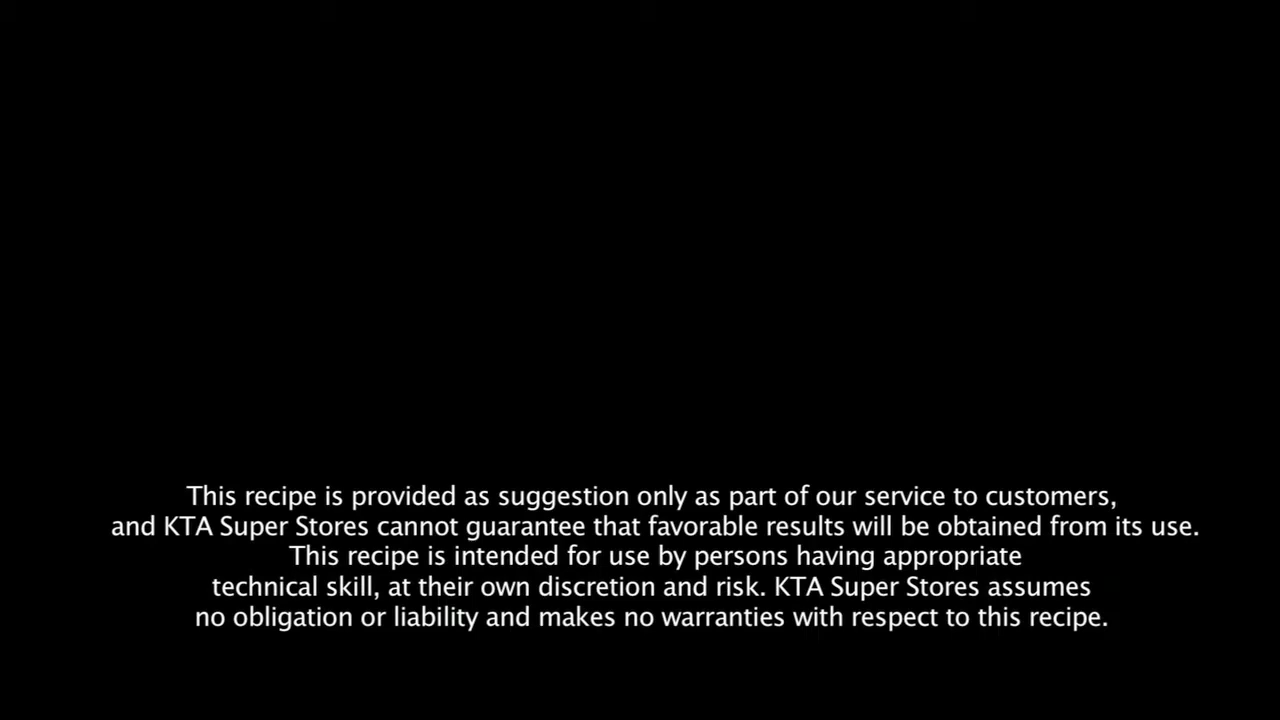 This recipe is provided as suggestion only as part of our service to customers,
and KTA Super Stores cannot guarantee that favorable results will be obtained from its use.
This recipe is intended for use by persons having appropriate
technical skill, at their own discretion and risk. KTA Super Stores assumes
no obligation or liability and makes no warranties with respect to this recipe.